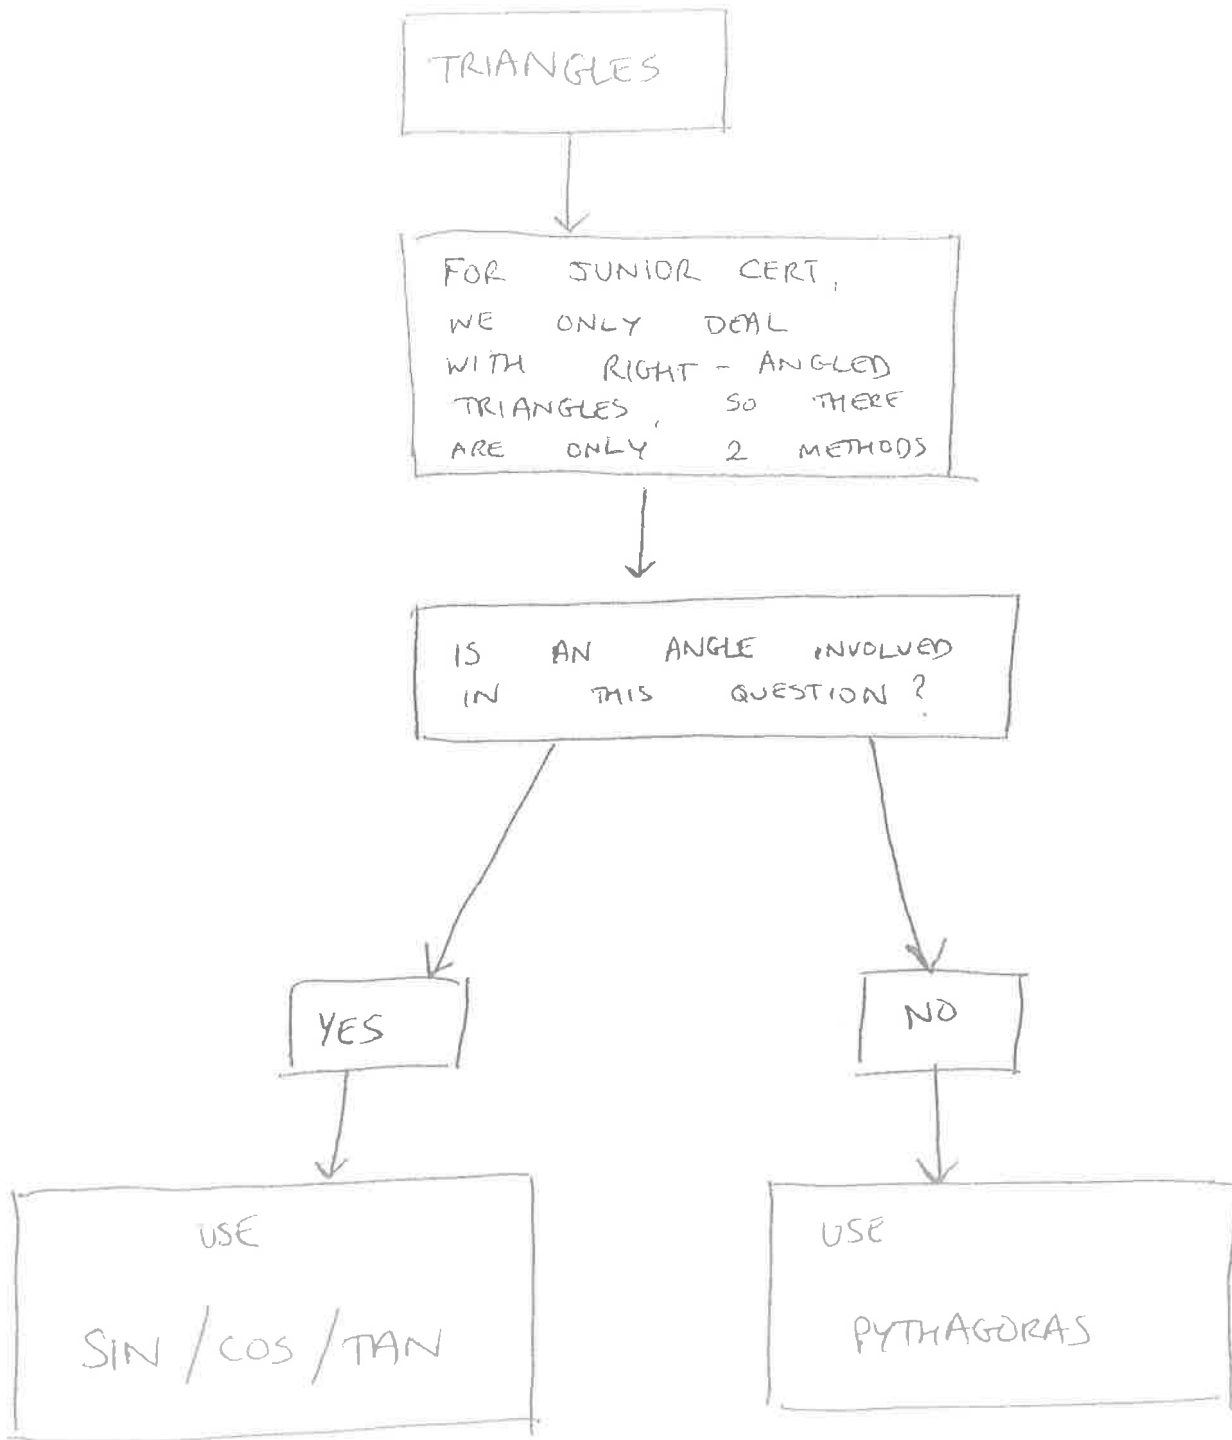 TRIANGLES
FOR JUNIOR CERT,
WE ONLY DEAL
WITH RIGHT-ANGLED
TRIANGLES, SO THERE
ARE ONLY 2 METHODS
IS AN ANGLE INVOLVED
IN THIS QUESTION?
YES
NO
USE
SIN/COS/TAN
USE
PYTHAGORAS